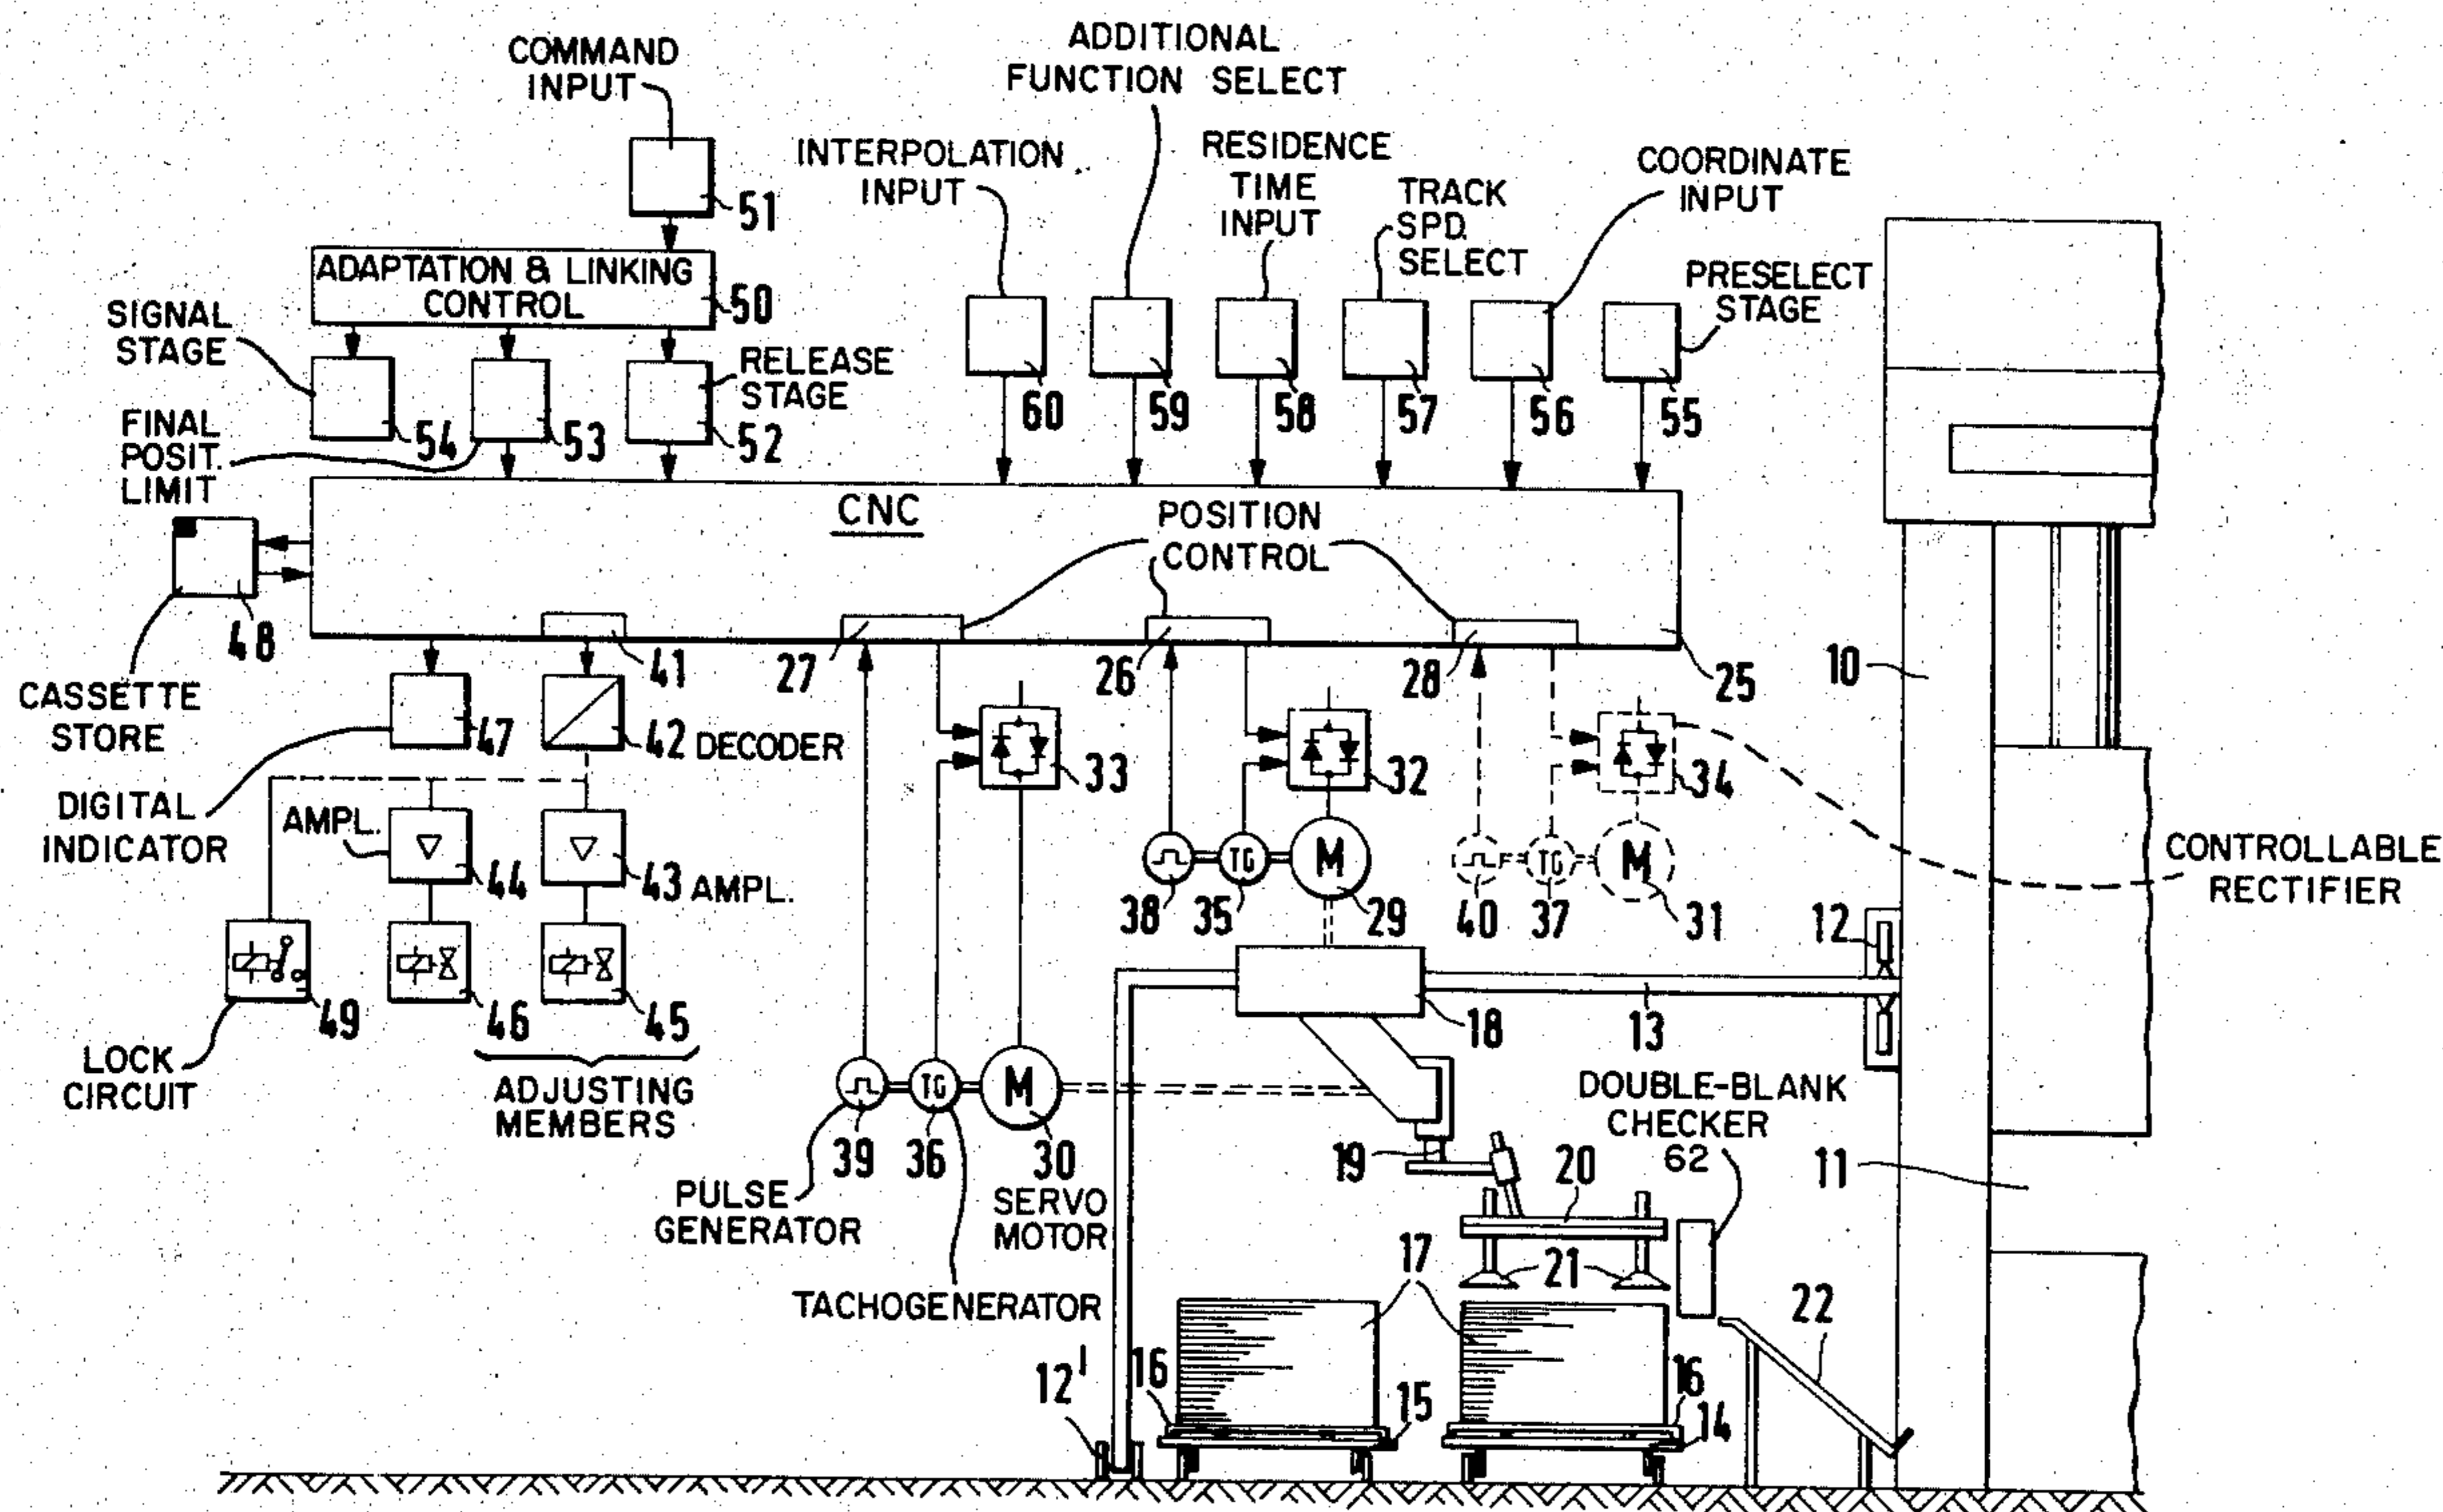 COMMAND
INPUT
51
ADAPTATION & LINKING
CONTROL
50
SIGNAL
STAGE
54
53
RELEASE
STAGE
52
FINAL
POSIT.
LIMIT
INTERPOLATION
INPUT
60
ADDITIONAL
FUNCTION SELECT
59
RESIDENCE
TIME
INPUT
58
TRACK
SPD.
SELECT
57
COORDINATE
INPUT
56
PRESELECT
STAGE
55
CNC
POSITION
CONTROL
48
CASSETTE
STORE
41
27
26
28
25
10
47
42 DECODER
33
32
34
DIGITAL
INDICATOR
AMPL.
44
43 AMPL.
TG
M
38
35
29
TG
M
40
37
31
CONTROLLABLE
RECTIFIER
12
49
46
45
LOCK
CIRCUIT
ADJUSTING
MEMBERS
18
13
TG
M
39
36
30
PULSE
GENERATOR
SERVO
MOTOR
TACHOGENERATOR
19
DOUBLE-BLANK
CHECKER
62
20
11
17
21
22
12'
16
15
16
14